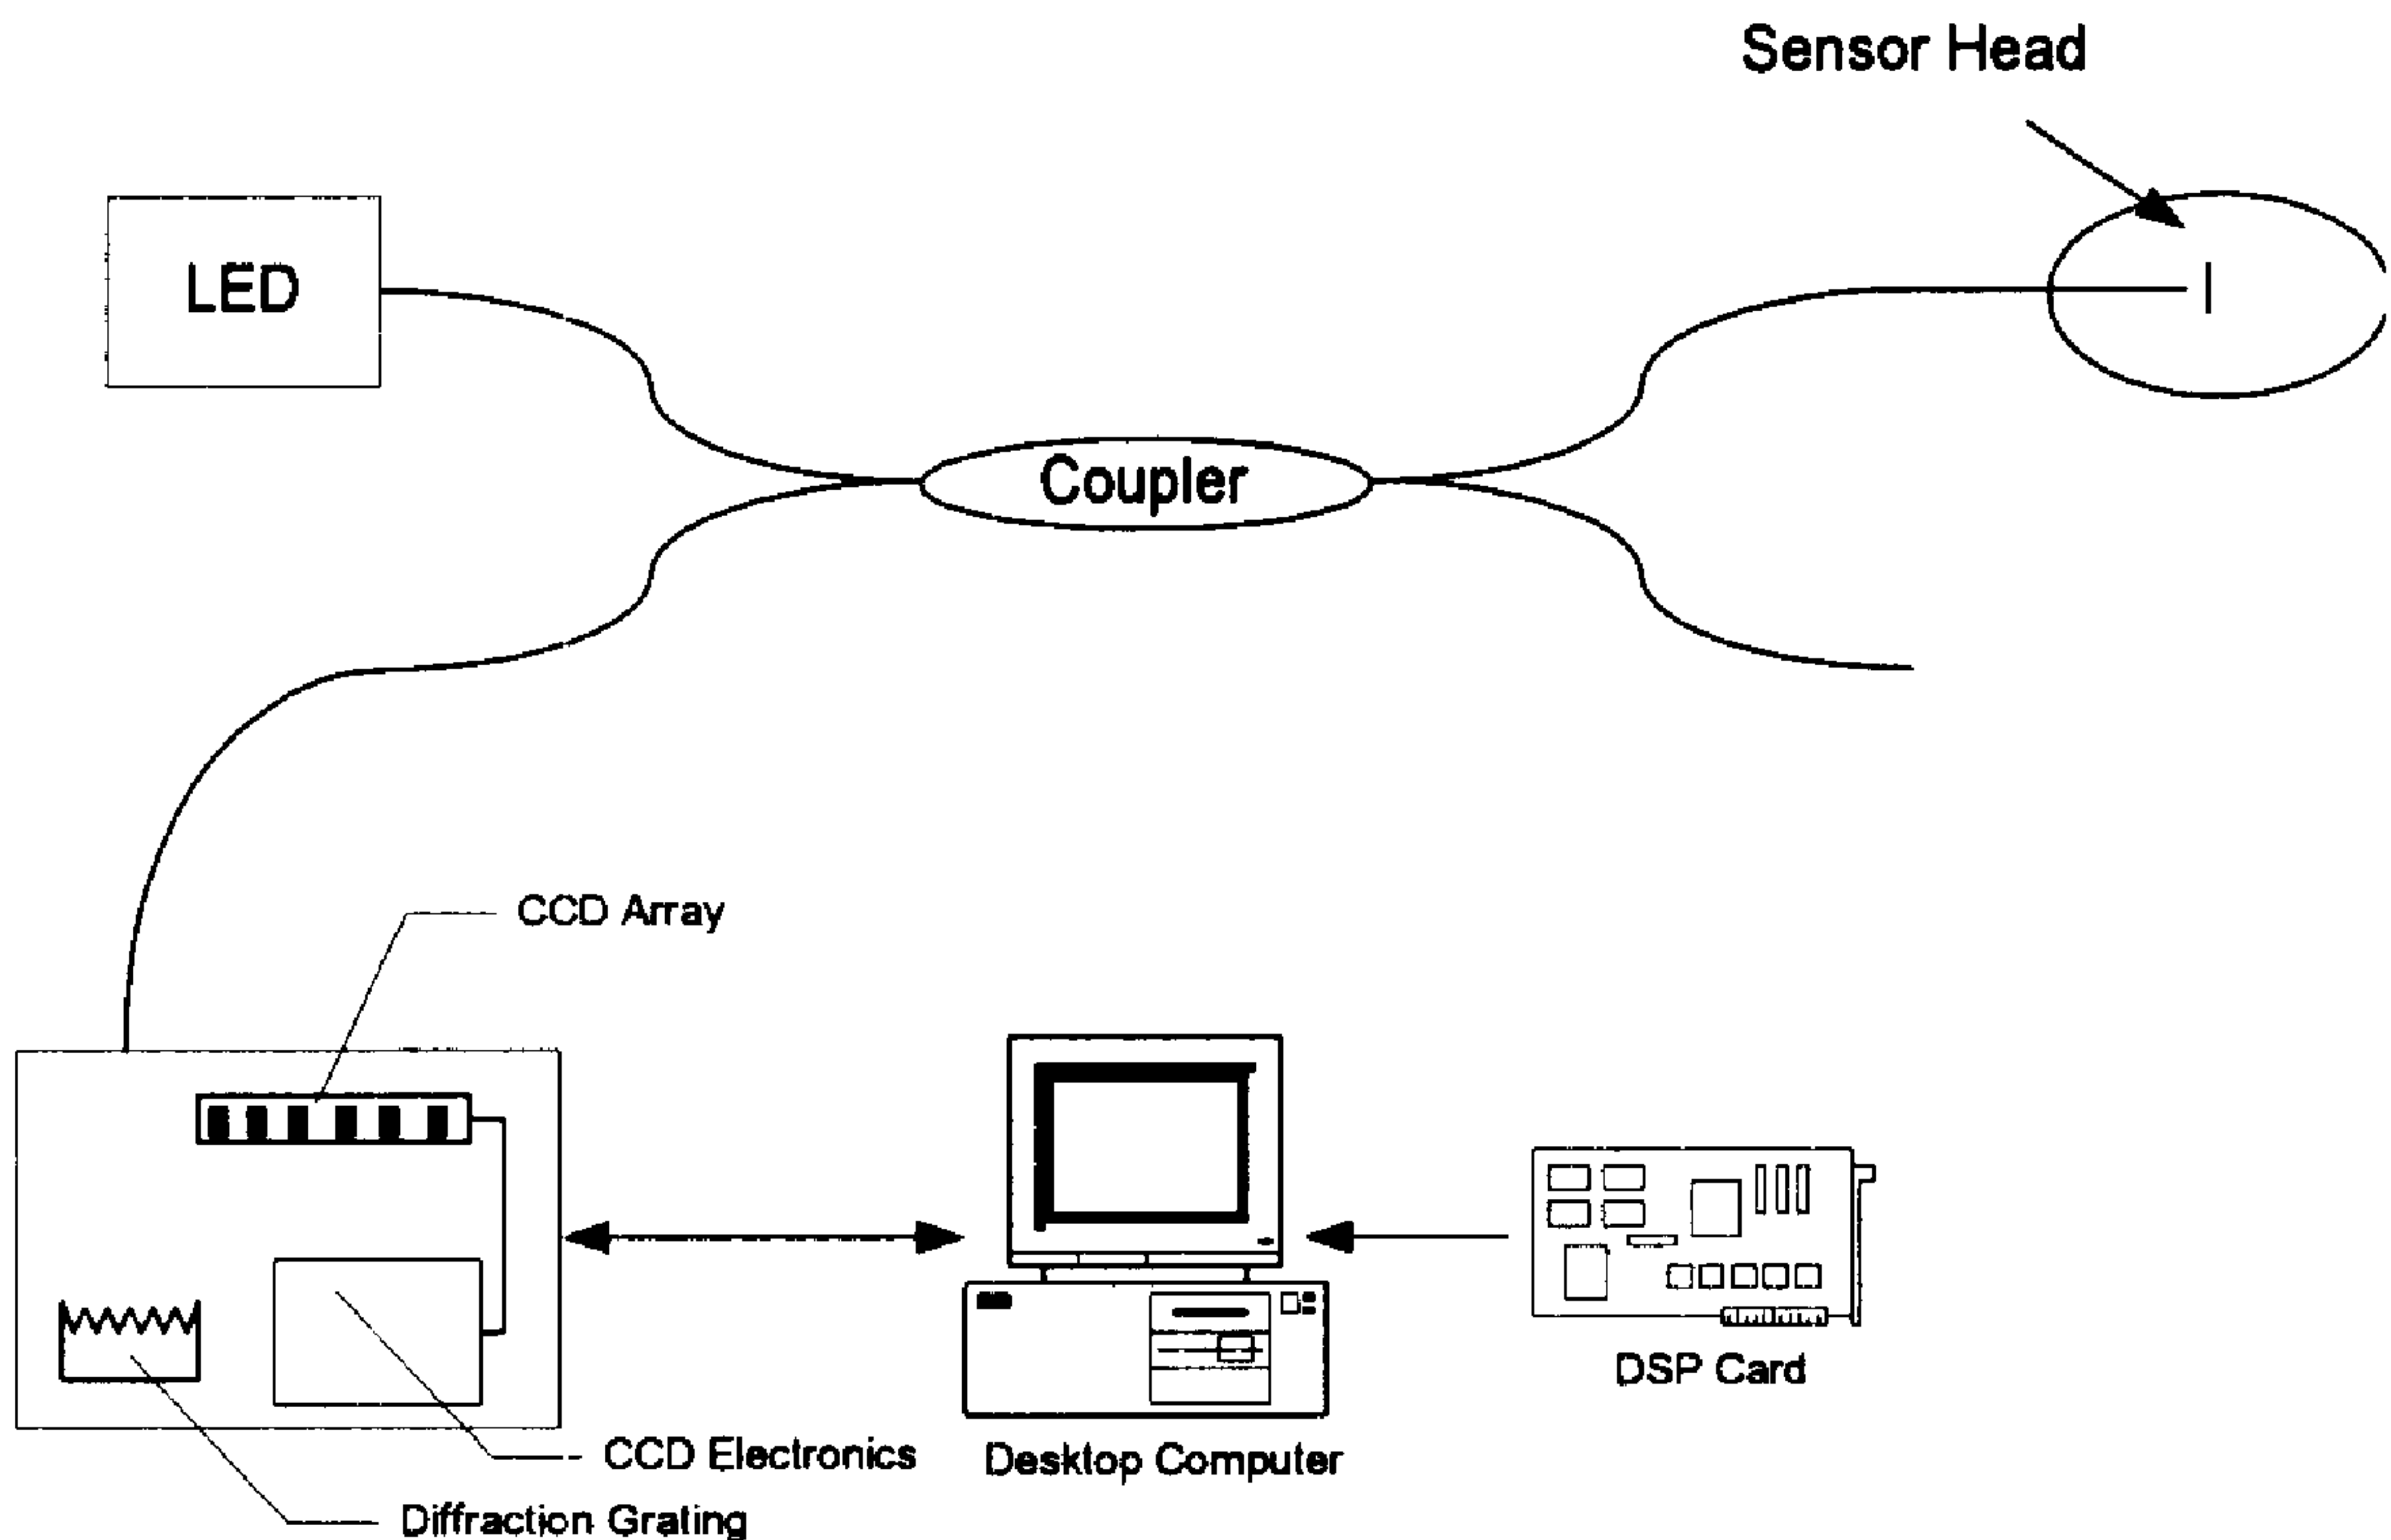 Sensor Head
LED
Coupler
CCD Array
DSP Card
CCD Electronics
Desktop Computer
Diffraction Grating